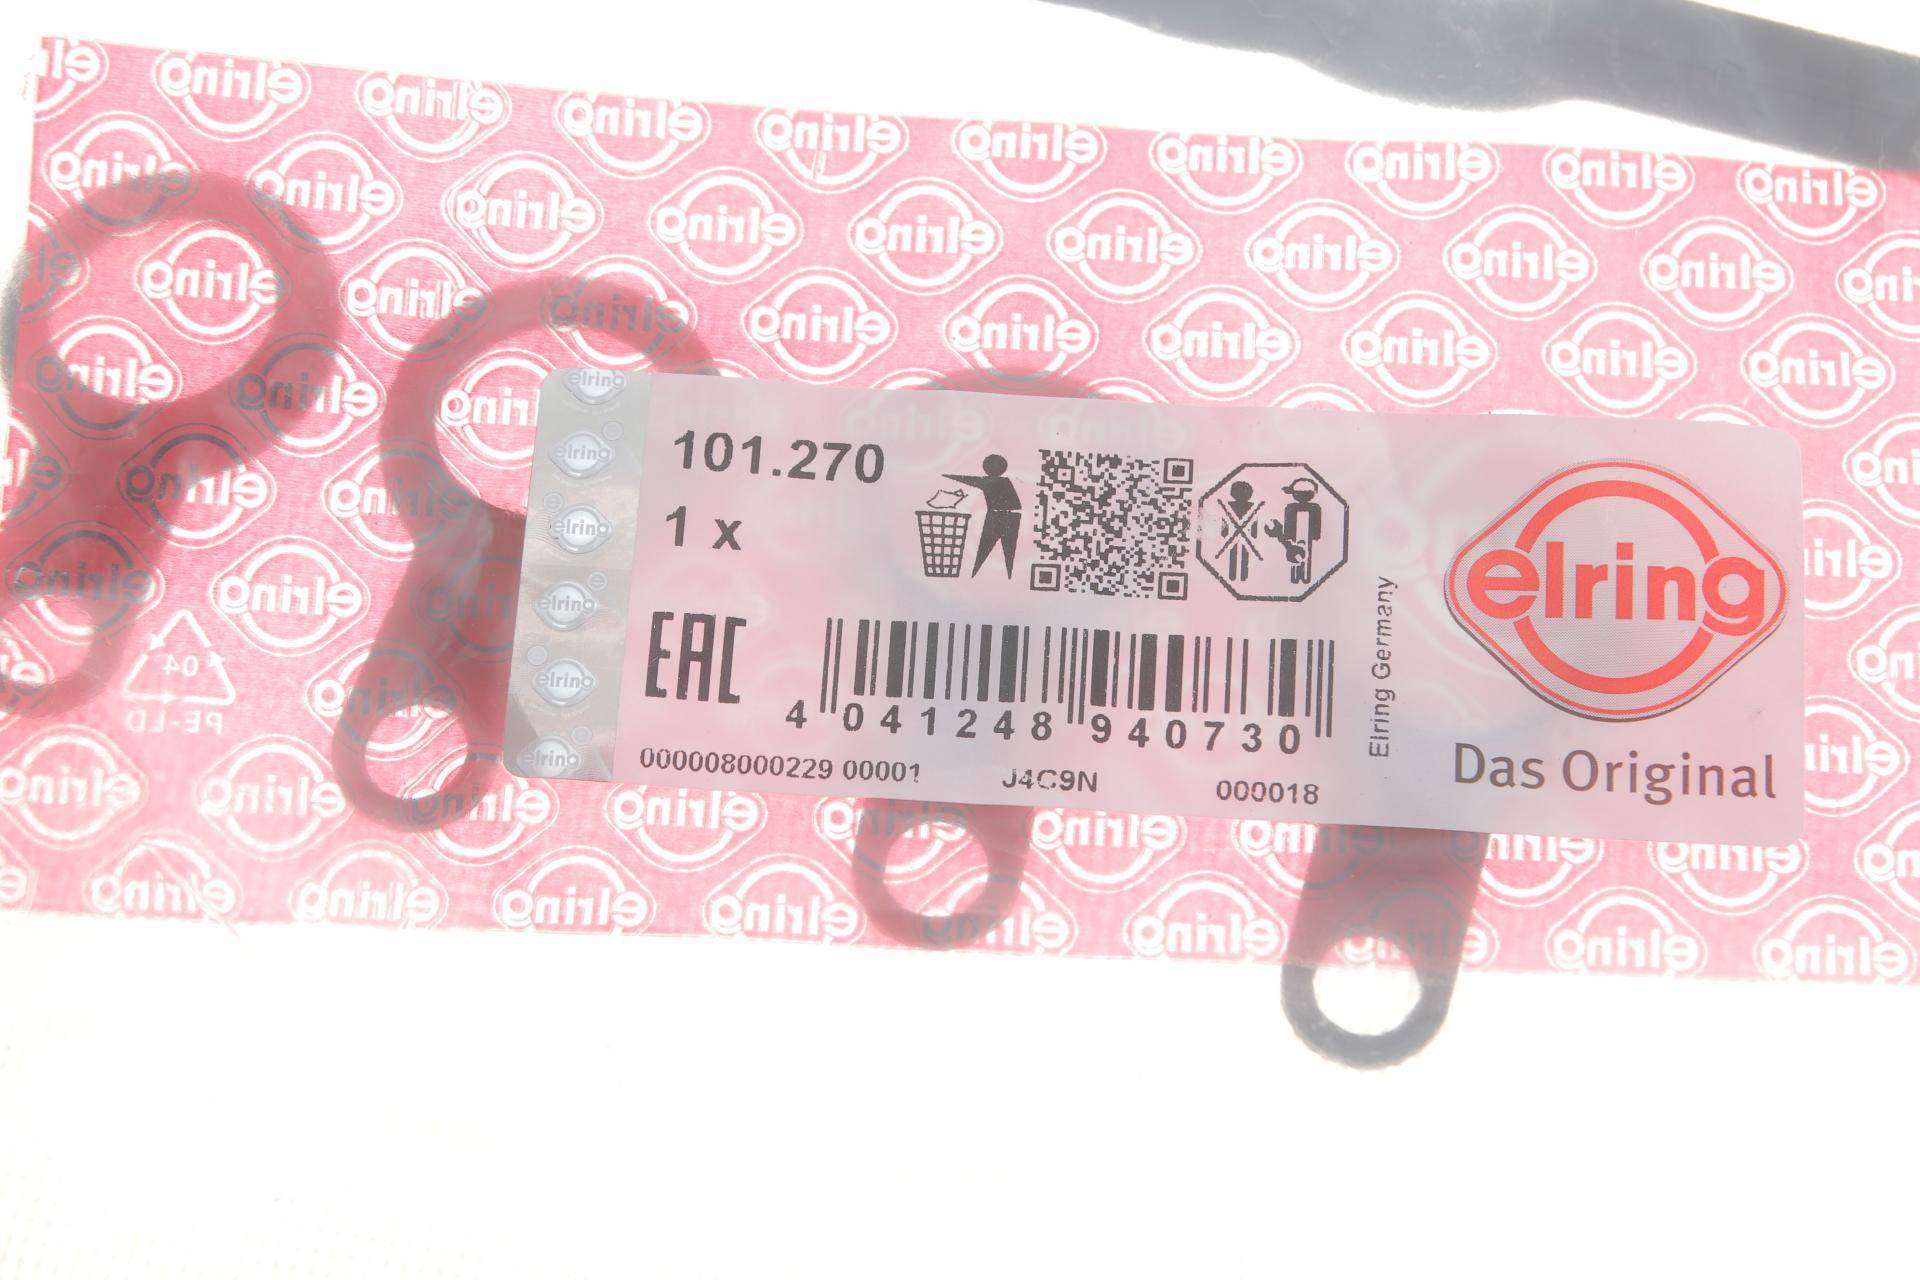 101.270
1 x
EAC
4 041248 940730
000008000229 00001 J4C9N 000018
Elring Germany
elring
Das Original
04
PE-LD